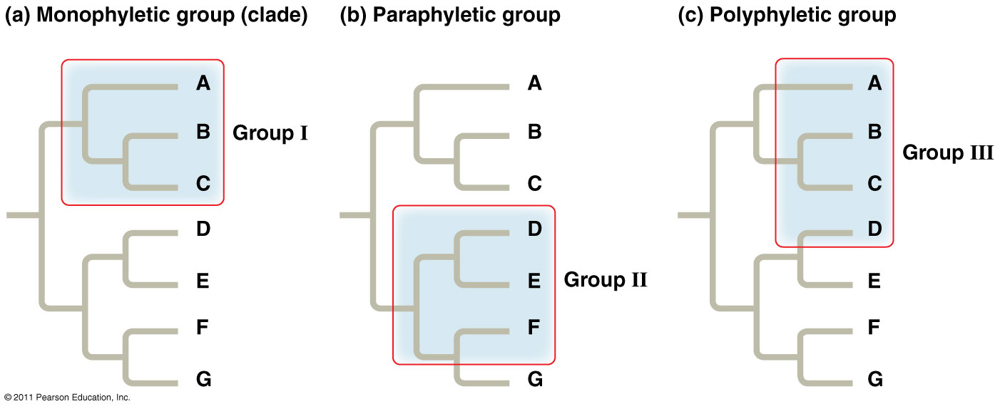 (a) Monophyletic group (clade)
A
B
C
D
E
F
G
Group I
(b) Paraphyletic group
A
B
C
D
E
F
G
Group II
(c) Polyphyletic group
A
B
C
D
E
F
G
Group III
© 2011 Pearson Education, Inc.